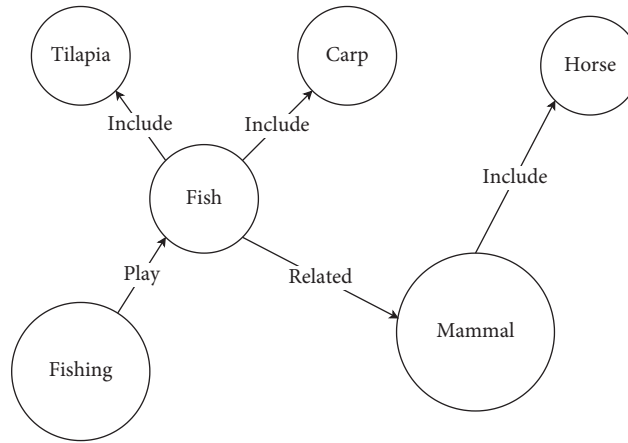 Tilapia
Carp
Horse
Include
Include
Include
Fish
Play
Related
Mammal
Fishing